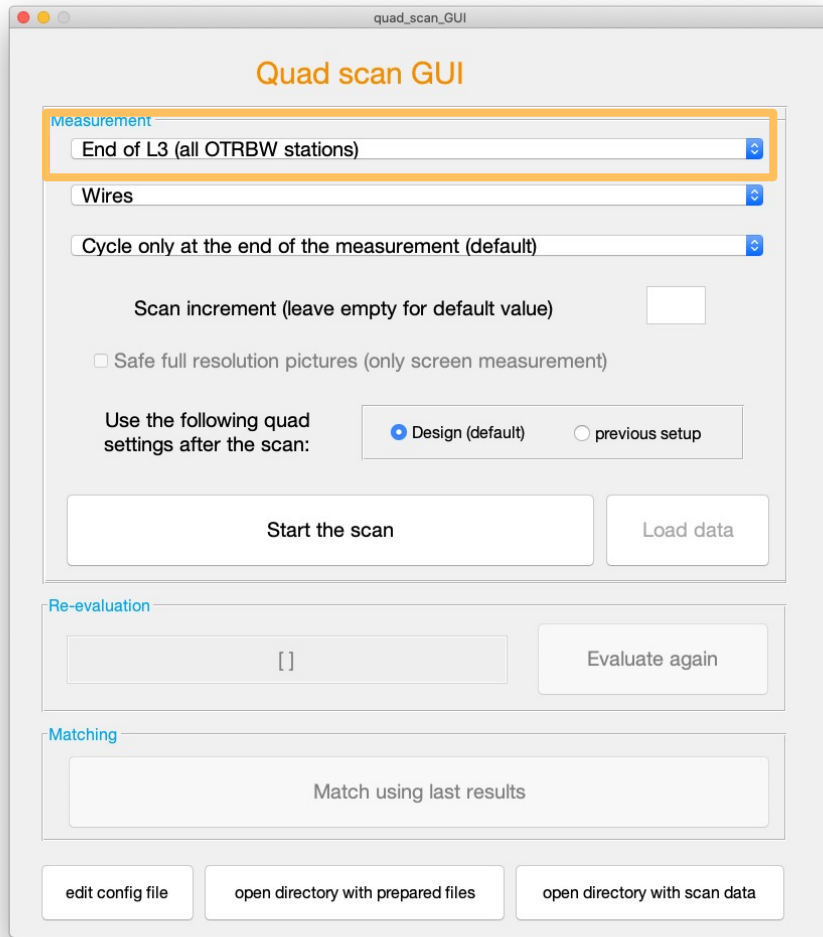 quad_scan_GUI
Quad scan GUI
Measurement
End of L3 (all OTRBW stations)
Wires
Cycle only at the end of the measurement (default)
Scan increment (leave empty for default value)
Safe full resolution pictures (only screen measurement)
Use the following quad
settings after the scan:
Design (default)
previous setup
Start the scan
Load data
Re-evaluation
[ ]
Evaluate again
Matching
Match using last results
edit config file
open directory with prepared files
open directory with scan data